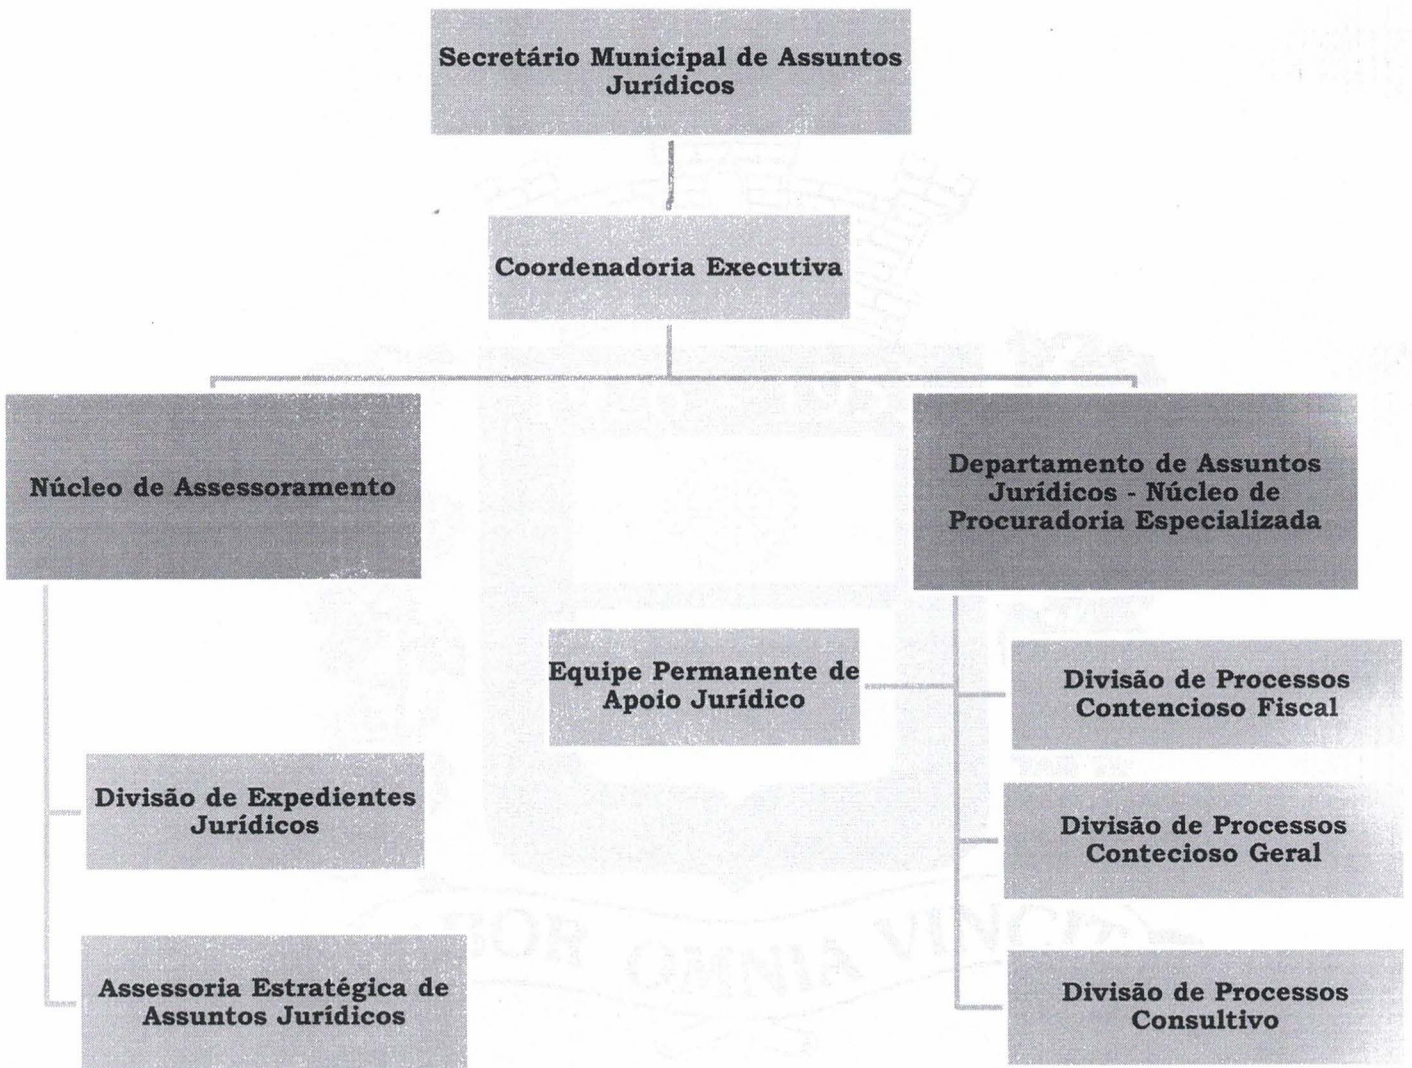 Secretário Municipal de Assuntos
Jurídicos
Coordenadoria Executiva
Núcleo de Assessoramento
Departamento de Assuntos
Jurídicos - Núcleo de
Procuradoria Especializada
Equipe Permanente de
Apoio Jurídico
Divisão de Processos
Contencioso Fiscal
Divisão de Expedientes
Jurídicos
Divisão de Processos
Contecioso Geral
Assessoria Estratégica de
Assuntos Jurídicos
Divisão de Processos
Consultivo
OMNIA VINCIT